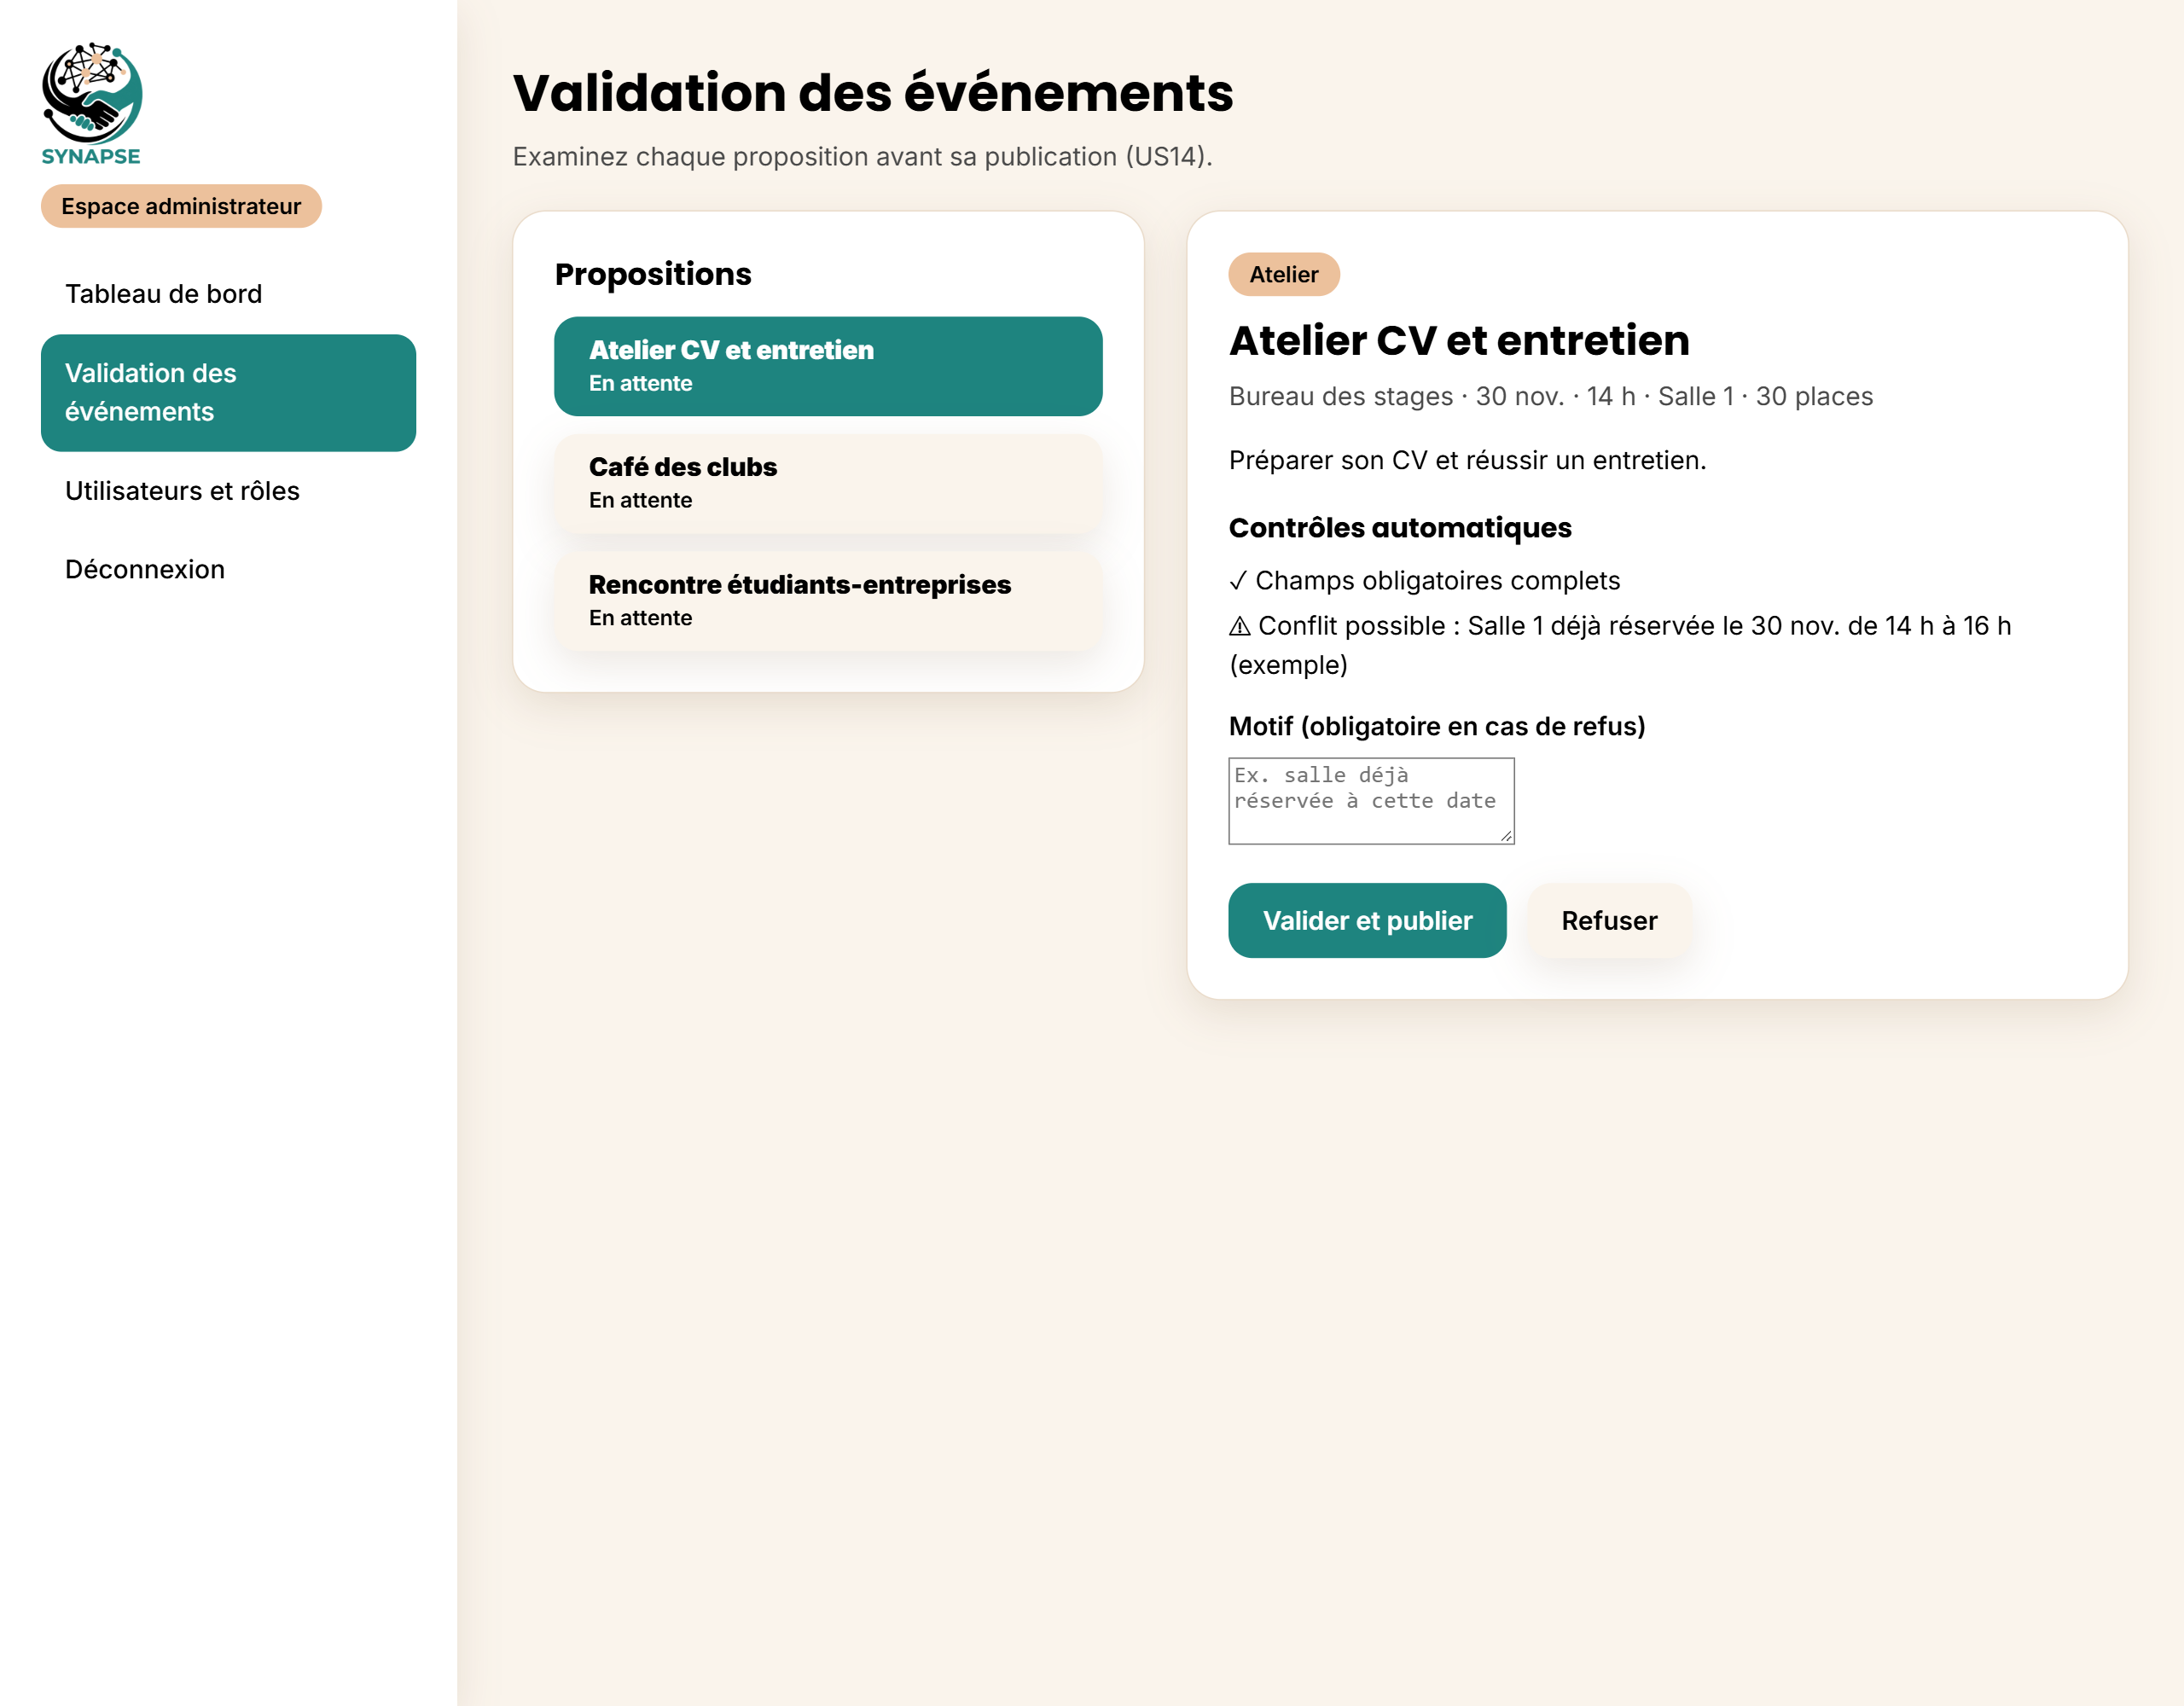 SYNAPSE
Espace administrateur
Tableau de bord
Validation des
événements
Utilisateurs et rôles
Déconnexion
Validation des événements
Examinez chaque proposition avant sa publication (US14).
Propositions
Atelier CV et entretien
En attente
Café des clubs
En attente
Rencontre étudiants-entreprises
En attente
Atelier
Atelier CV et entretien
Bureau des stages · 30 nov. · 14 h · Salle 1 · 30 places
Préparer son CV et réussir un entretien.
Contrôles automatiques
✓ Champs obligatoires complets
⚠ Conflit possible : Salle 1 déjà réservée le 30 nov. de 14 h à 16 h
(exemple)
Motif (obligatoire en cas de refus)
Ex. salle déjà
réservée à cette date
Valider et publier
Refuser